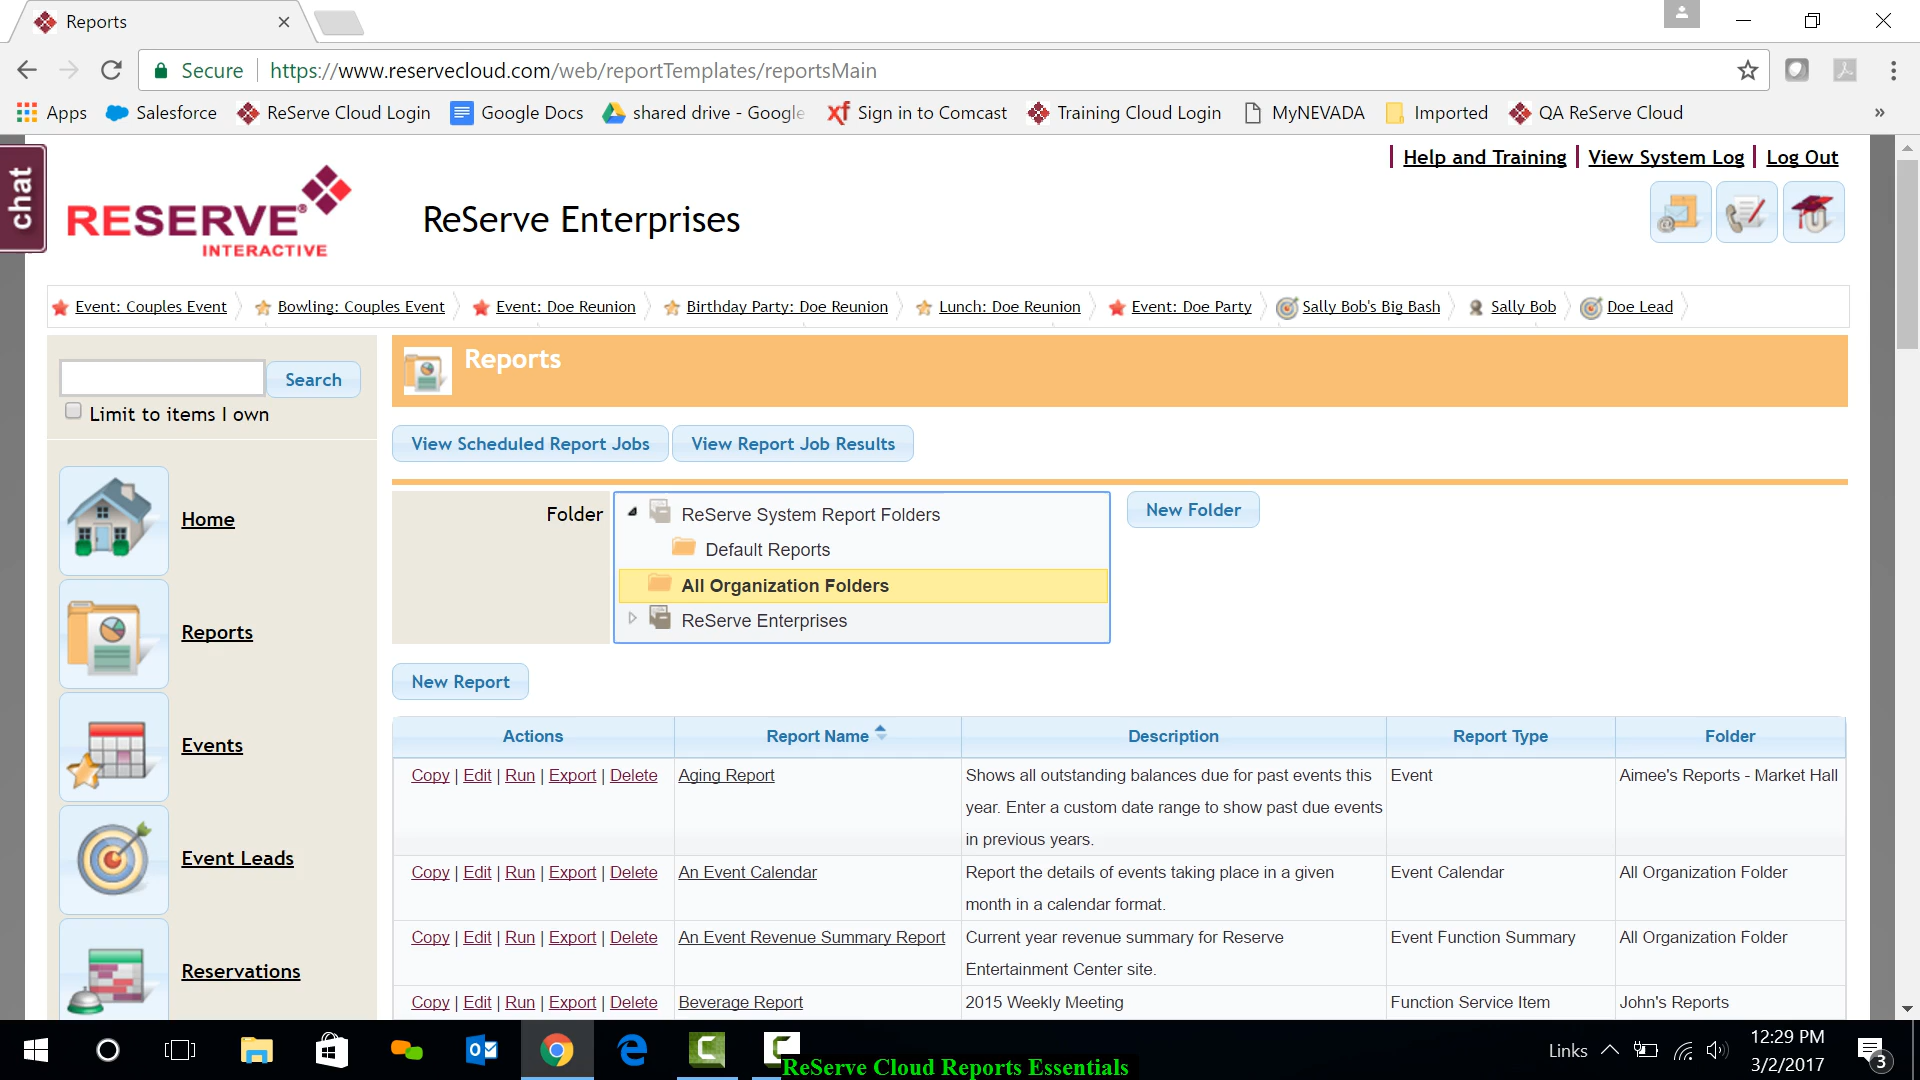 Reports
Secure
https://www.reservecloud.com/web/reportTemplates/reportsMain
Apps
Salesforce
ReServe Cloud Login
Google Docs
shared drive - Google
Sign in to Comcast
Training Cloud Login
MyNEVADA
Imported
QA ReServe Cloud
»
chat
Help and Training
View System Log
Log Out
RESERVE®
INTERACTIVE
ReServe Enterprises
Event: Couples Event
Bowling: Couples Event
Event: Doe Reunion
Birthday Party: Doe Reunion
Lunch: Doe Reunion
Event: Doe Party
Sally Bob's Big Bash
Sally Bob
Doe Lead
Search
Limit to items I own
Home
Reports
Events
Event Leads
Reservations
Reports
View Scheduled Report Jobs
View Report Job Results
Folder
ReServe System Report Folders
Default Reports
All Organization Folders
ReServe Enterprises
New Folder
New Report
Actions
Report Name
Description
Report Type
Folder
Copy | Edit | Run | Export | Delete
Aging Report
Shows all outstanding balances due for past events this
year. Enter a custom date range to show past due events
in previous years.
Event
Aimee's Reports - Market Hall
Copy | Edit | Run | Export | Delete
An Event Calendar
Report the details of events taking place in a given
month in a calendar format.
Event Calendar
All Organization Folder
Copy | Edit | Run | Export | Delete
An Event Revenue Summary Report
Current year revenue summary for Reserve
Entertainment Center site.
Event Function Summary
All Organization Folder
Copy | Edit | Run | Export | Delete
Beverage Report
2015 Weekly Meeting
Function Service Item
John's Reports
Links
12:29 PM
3/2/2017
3
ReServe Cloud Reports Essentials